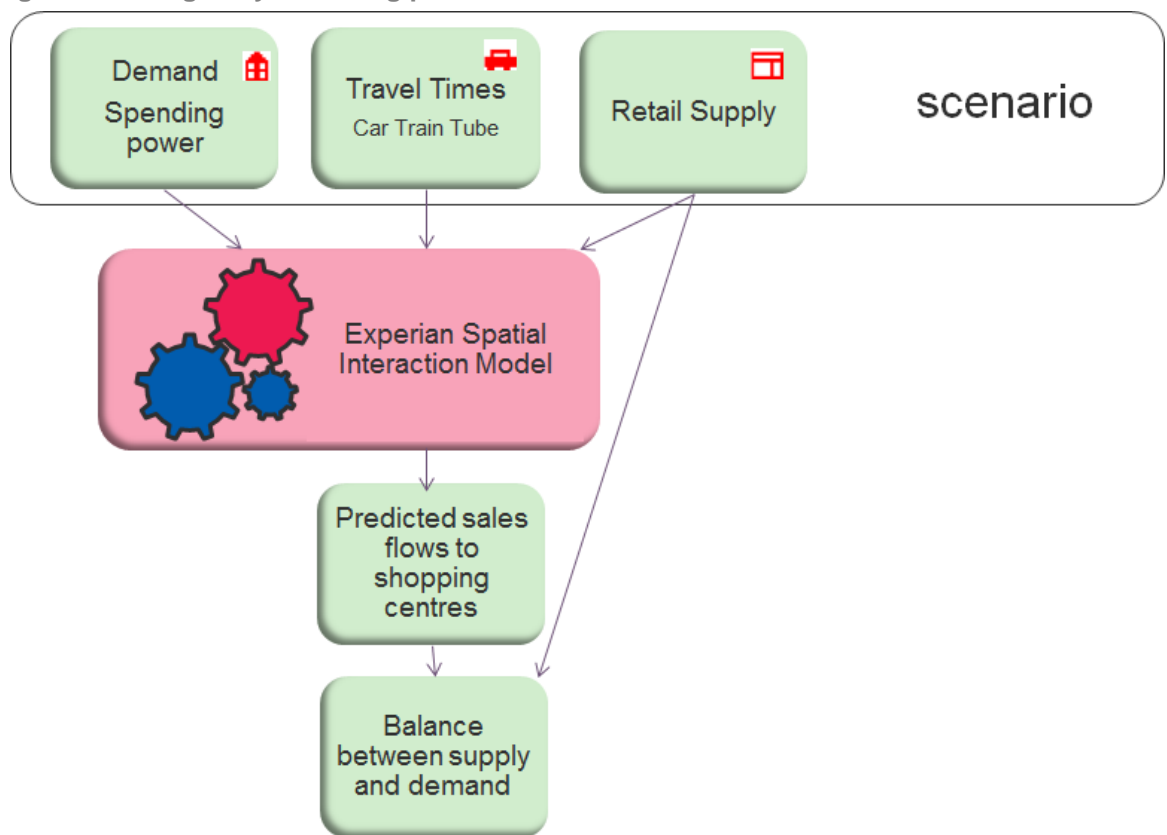 Demand
Spending
power
Travel Times
Car Train Tube
Retail Supply
scenario
Experian Spatial
Interaction Model
Predicted sales
flows to
shopping
centres
Balance
between supply
and demand